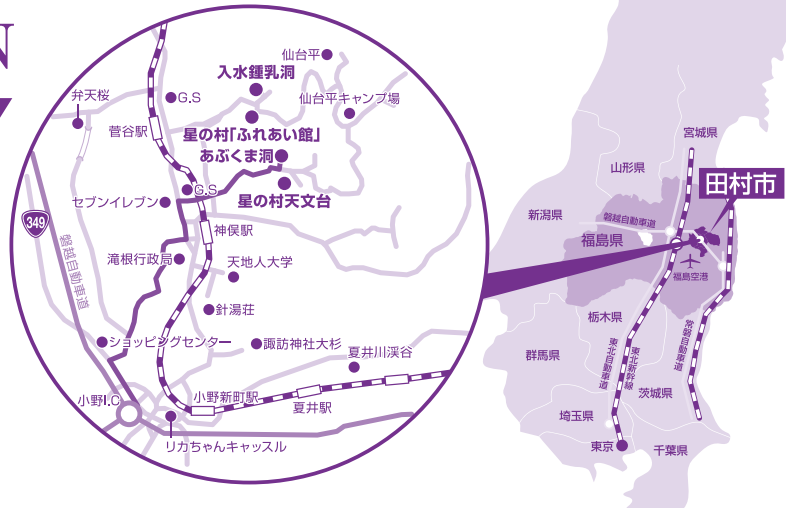 N
仙台平
入水鍾乳洞
弁天桜
G.S
仙台平キャンプ場
菅谷駅
星の村「ふれあい館」
あぶくま洞
G.S
セブンイレブン
星の村天文台
349
磐越自動車道
神俣駅
滝根行政局
天地人大学
針湯荘
ショッピングセンター
諏訪神社大杉
夏井川渓谷
小野I.C
小野新町駅
夏井駅
リカちゃんキャッスル
宮城県
山形県
田村市
新潟県
磐越自動車道
福島県
福島空港
栃木県
群馬県
東北自動車道
東北新幹線
常磐自動車道
茨城県
埼玉県
東京
千葉県